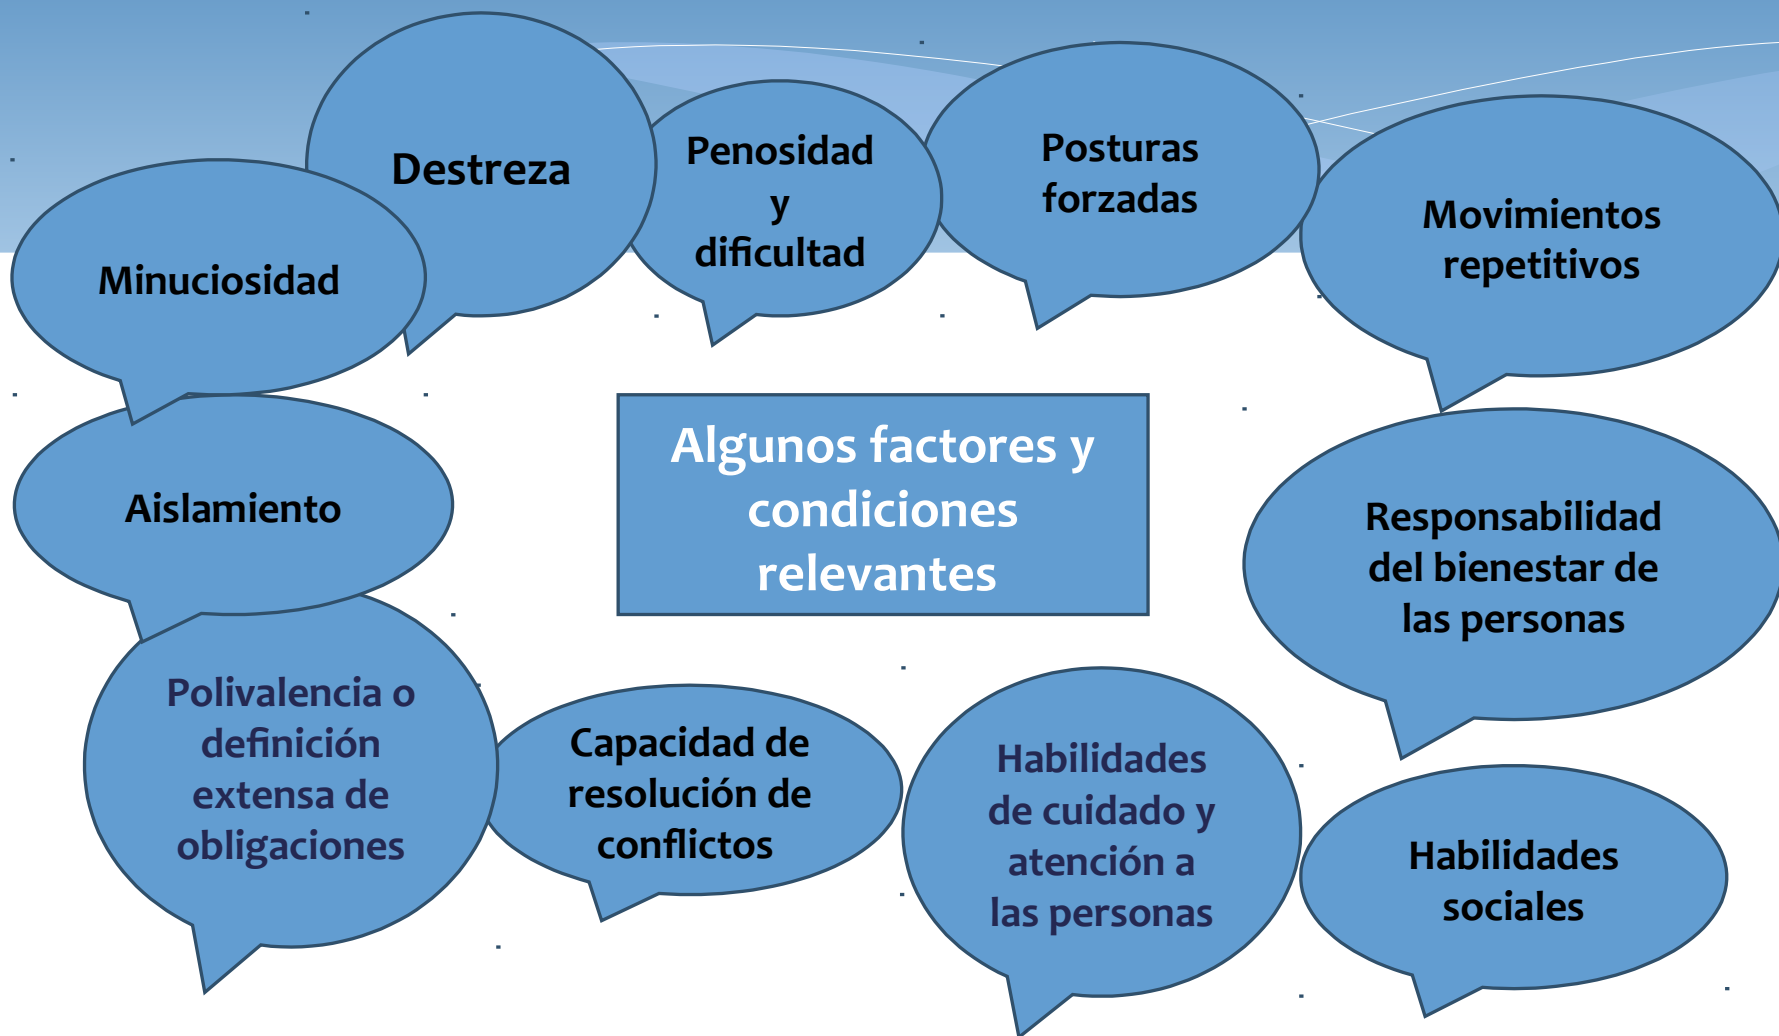 Destreza
Penosidad
y
dificultad
Posturas
forzadas
Movimientos
repetitivos
Minuciosidad
Algunos factores y
condiciones
relevantes
Aislamiento
Responsabilidad
del bienestar de
las personas
Polivalencia o
definición
extensa de
obligaciones
Capacidad de
resolución de
conflictos
Habilidades
de cuidado y
atención a
las personas
Habilidades
sociales